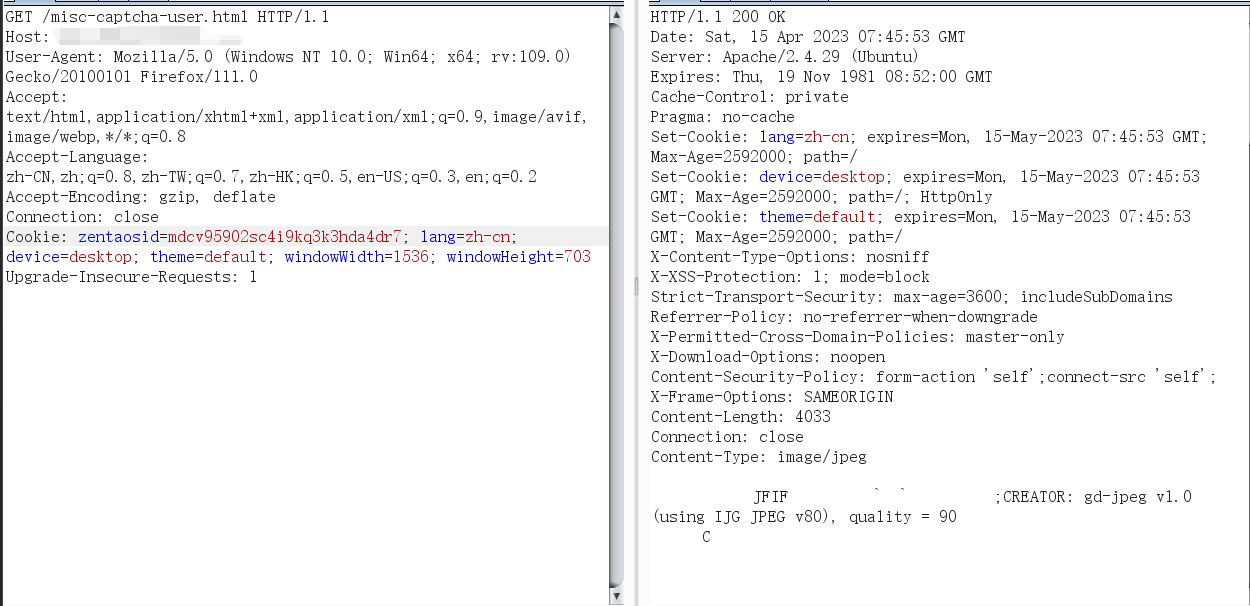 GET /misc-captcha-user.html HTTP/1.1
Host:
User-Agent: Mozilla/5.0 (Windows NT 10.0; Win64; x64; rv:109.0)
Gecko/20100101 Firefox/111.0
Accept:
text/html,application/xhtml+xml,application/xml;q=0.9,image/avif,
image/webp,*/*;q=0.8
Accept-Language:
zh-CN,zh;q=0.8,zh-TW;q=0.7,zh-HK;q=0.5,en-US;q=0.3,en;q=0.2
Accept-Encoding: gzip, deflate
Connection: close
Cookie: zentaosid=mdcv95902sc4i9kq3k3hda4dr7; lang=zh-cn;
device=desktop; theme=default; windowWidth=1536; windowHeight=703
Upgrade-Insecure-Requests: 1
HTTP/1.1 200 OK
Date: Sat, 15 Apr 2023 07:45:53 GMT
Server: Apache/2.4.29 (Ubuntu)
Expires: Thu, 19 Nov 1981 08:52:00 GMT
Cache-Control: private
Pragma: no-cache
Set-Cookie: lang=zh-cn; expires=Mon, 15-May-2023 07:45:53 GMT;
Max-Age=2592000; path=/
Set-Cookie: device=desktop; expires=Mon, 15-May-2023 07:45:53
GMT; Max-Age=2592000; path=/; HttpOnly
Set-Cookie: theme=default; expires=Mon, 15-May-2023 07:45:53
GMT; Max-Age=2592000; path=/
X-Content-Type-Options: nosniff
X-XSS-Protection: 1; mode=block
Strict-Transport-Security: max-age=3600; includeSubDomains
Referrer-Policy: no-referrer-when-downgrade
X-Permitted-Cross-Domain-Policies: master-only
X-Download-Options: noopen
Content-Security-Policy: form-action 'self';connect-src 'self';
X-Frame-Options: SAMEORIGIN
Content-Length: 4033
Connection: close
Content-Type: image/jpeg
JFIF ` ` ;CREATOR: gd-jpeg v1.0
(using IJG JPEG v80), quality = 90
C